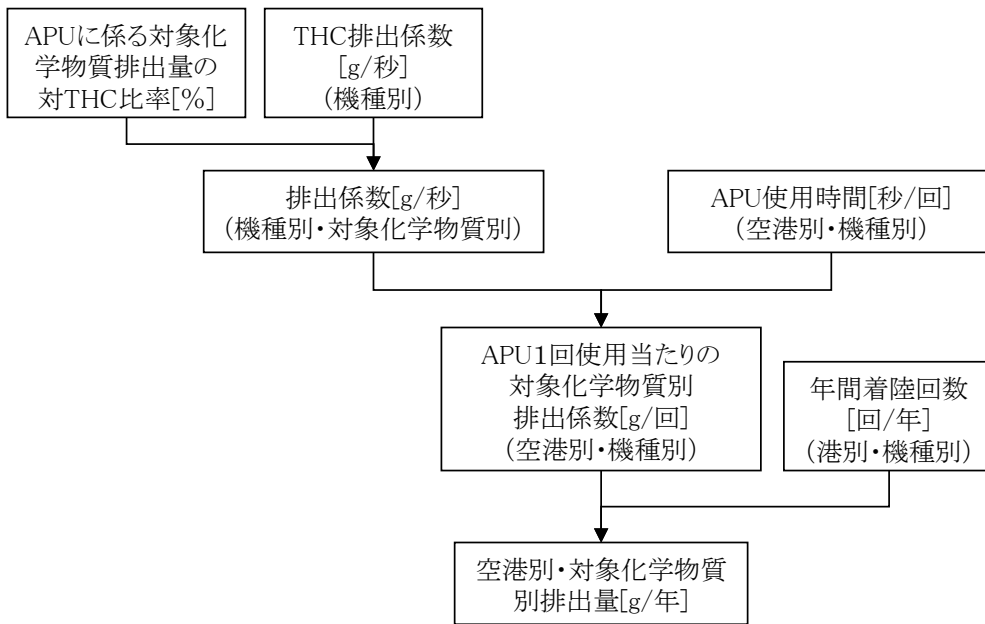 APUに係る対象化
学物質排出量の
対THC比率[%]
THC排出係数
[g/秒]
(機種別)
排出係数[g/秒]
(機種別・対象化学物質別)
APU使用時間[秒/回]
(空港別・機種別)
APU１回使用当たりの
対象化学物質別
排出係数[g/回]
(空港別・機種別)
年間着陸回数
[回/年]
(港別・機種別)
空港別・対象化学物質
別排出量[g/年]